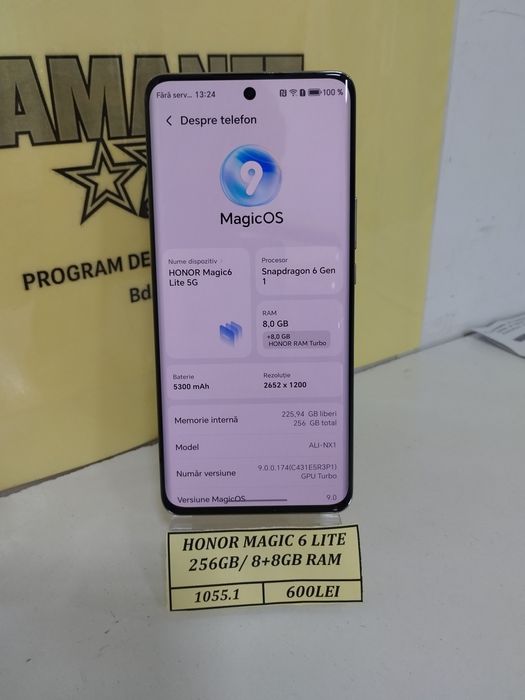 AMANET
PROGRAM DE
Bd.
Fără serv... 13:24 100 %
Despre telefon
9
MagicOS
Nume dispozitiv
HONOR Magic6
Lite 5G
Procesor
Snapdragon 6 Gen
1
RAM
8,0 GB
+8,0 GB
HONOR RAM Turbo
Baterie
5300 mAh
Rezoluție
2652 x 1200
Memorie internă
225,94 GB liberi
256 GB total
Model
ALI-NX1
Număr versiune
9.0.0.174(C431E5R3P1)
GPU Turbo
Versiune MagicOS
9.0
HONOR MAGIC 6 LITE
256GB/ 8+8GB RAM
1055.1 600LEI